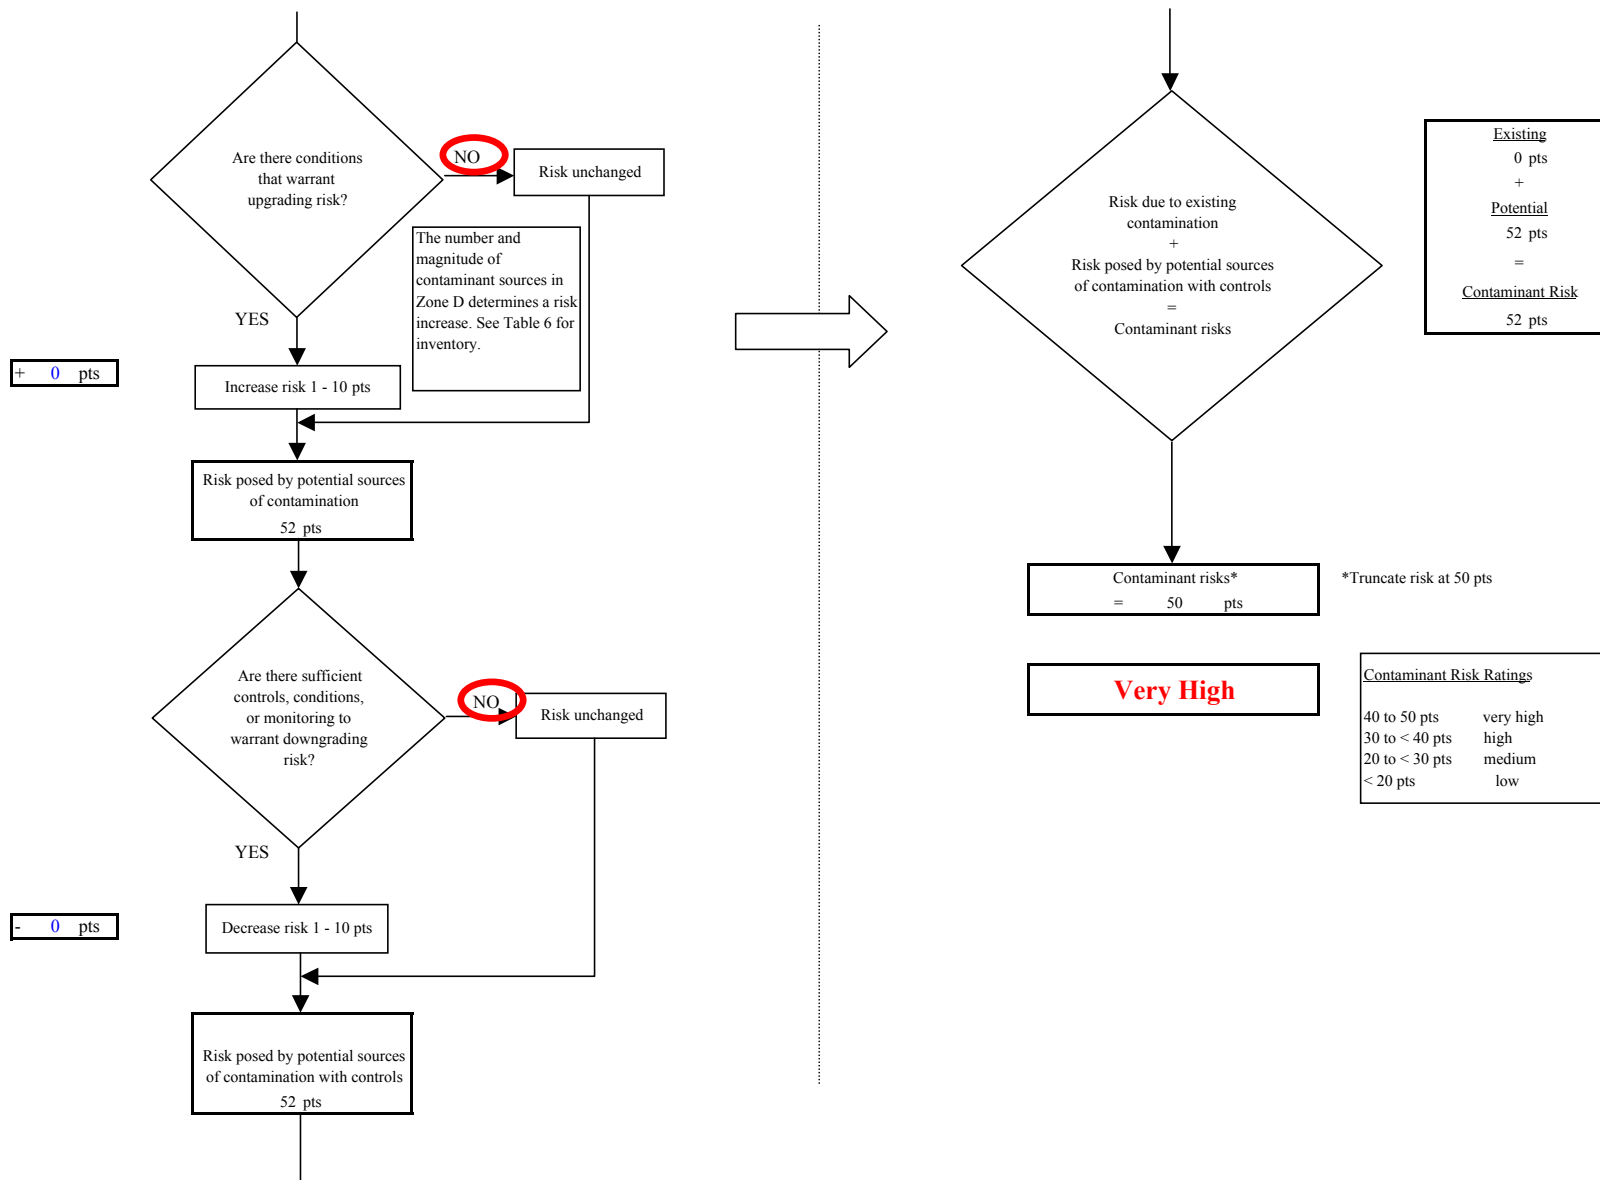 Are there conditions
that warrant
upgrading risk?
NO
Risk unchanged
The number and
magnitude of
contaminant sources in
Zone D determines a risk
increase. See Table 6 for
inventory.
YES
+ 0 pts
Increase risk 1 - 10 pts
Risk posed by potential sources
of contamination
52 pts
Are there sufficient
controls, conditions,
or monitoring to
warrant downgrading
risk?
NO
Risk unchanged
YES
- 0 pts
Decrease risk 1 - 10 pts
Risk posed by potential sources
of contamination with controls
52 pts
Risk due to existing
contamination
+
Risk posed by potential sources
of contamination with controls
=
Contaminant risks
Existing
0 pts
+
Potential
52 pts
=
Contaminant Risk
52 pts
Contaminant risks*
= 50 pts
*Truncate risk at 50 pts
Very High
Contaminant Risk Ratings
40 to 50 pts very high
30 to < 40 pts high
20 to < 30 pts medium
< 20 pts low